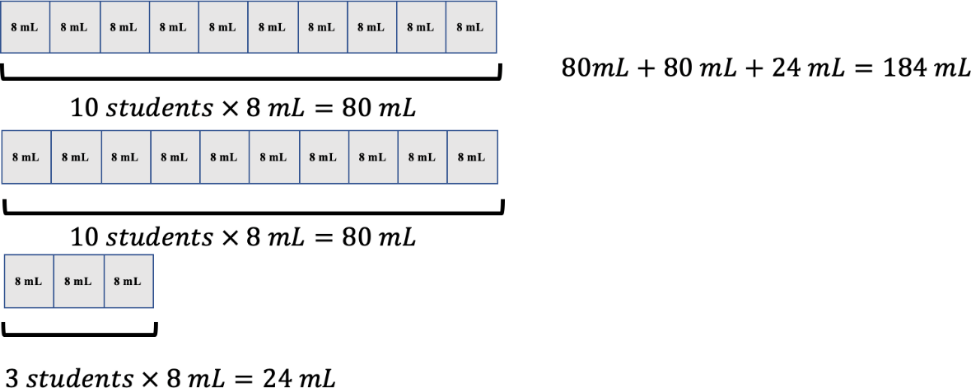 8 mL 8 mL 8 mL 8 mL 8 mL 8 mL 8 mL 8 mL 8 mL 8 mL
80mL + 80 mL + 24 mL = 184 mL
10 students × 8 mL = 80 mL
8 mL 8 mL 8 mL 8 mL 8 mL 8 mL 8 mL 8 mL 8 mL 8 mL
10 students × 8 mL = 80 mL
8 mL 8 mL 8 mL
3 students × 8 mL = 24 mL